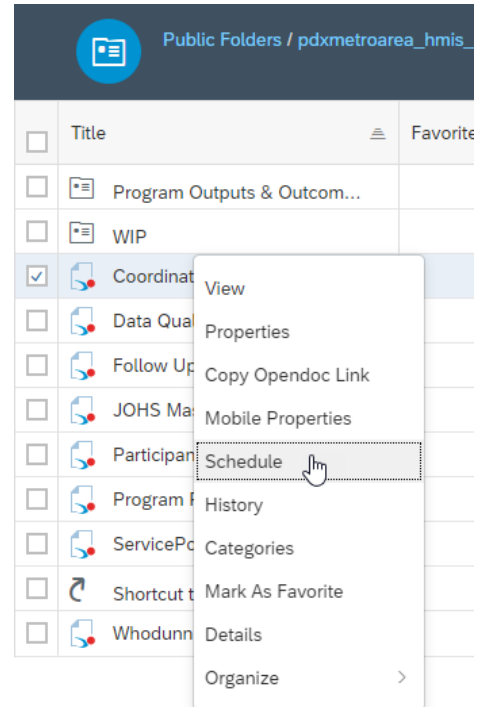 Public Folders / pdxmetroarea_hmis_
Title Favorite
Program Outputs & Outcom...
WIP
Coordinat
Data Qual
Follow Up
JOHS Ma
Participan
Program
ServicePo
Shortcut t
Whodunn
View
Properties
Copy Opendoc Link
Mobile Properties
Schedule
History
Categories
Mark As Favorite
Details
Organize